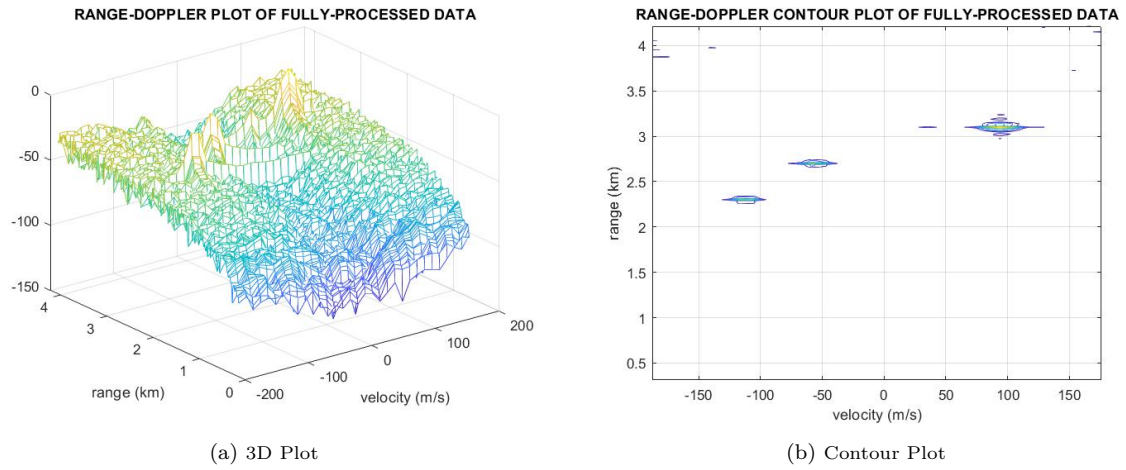 RANGE-DOPPLER PLOT OF FULLY-PROCESSED DATA
0
-50
-100
-150
4
3
2
1
0
range (km)
-200
-100
0
100
200
velocity (m/s)
(a) 3D Plot
RANGE-DOPPLER CONTOUR PLOT OF FULLY-PROCESSED DATA
4
3.5
3
2.5
2
1.5
1
0.5
range (km)
-150 -100 -50 0 50 100 150
velocity (m/s)
(b) Contour Plot